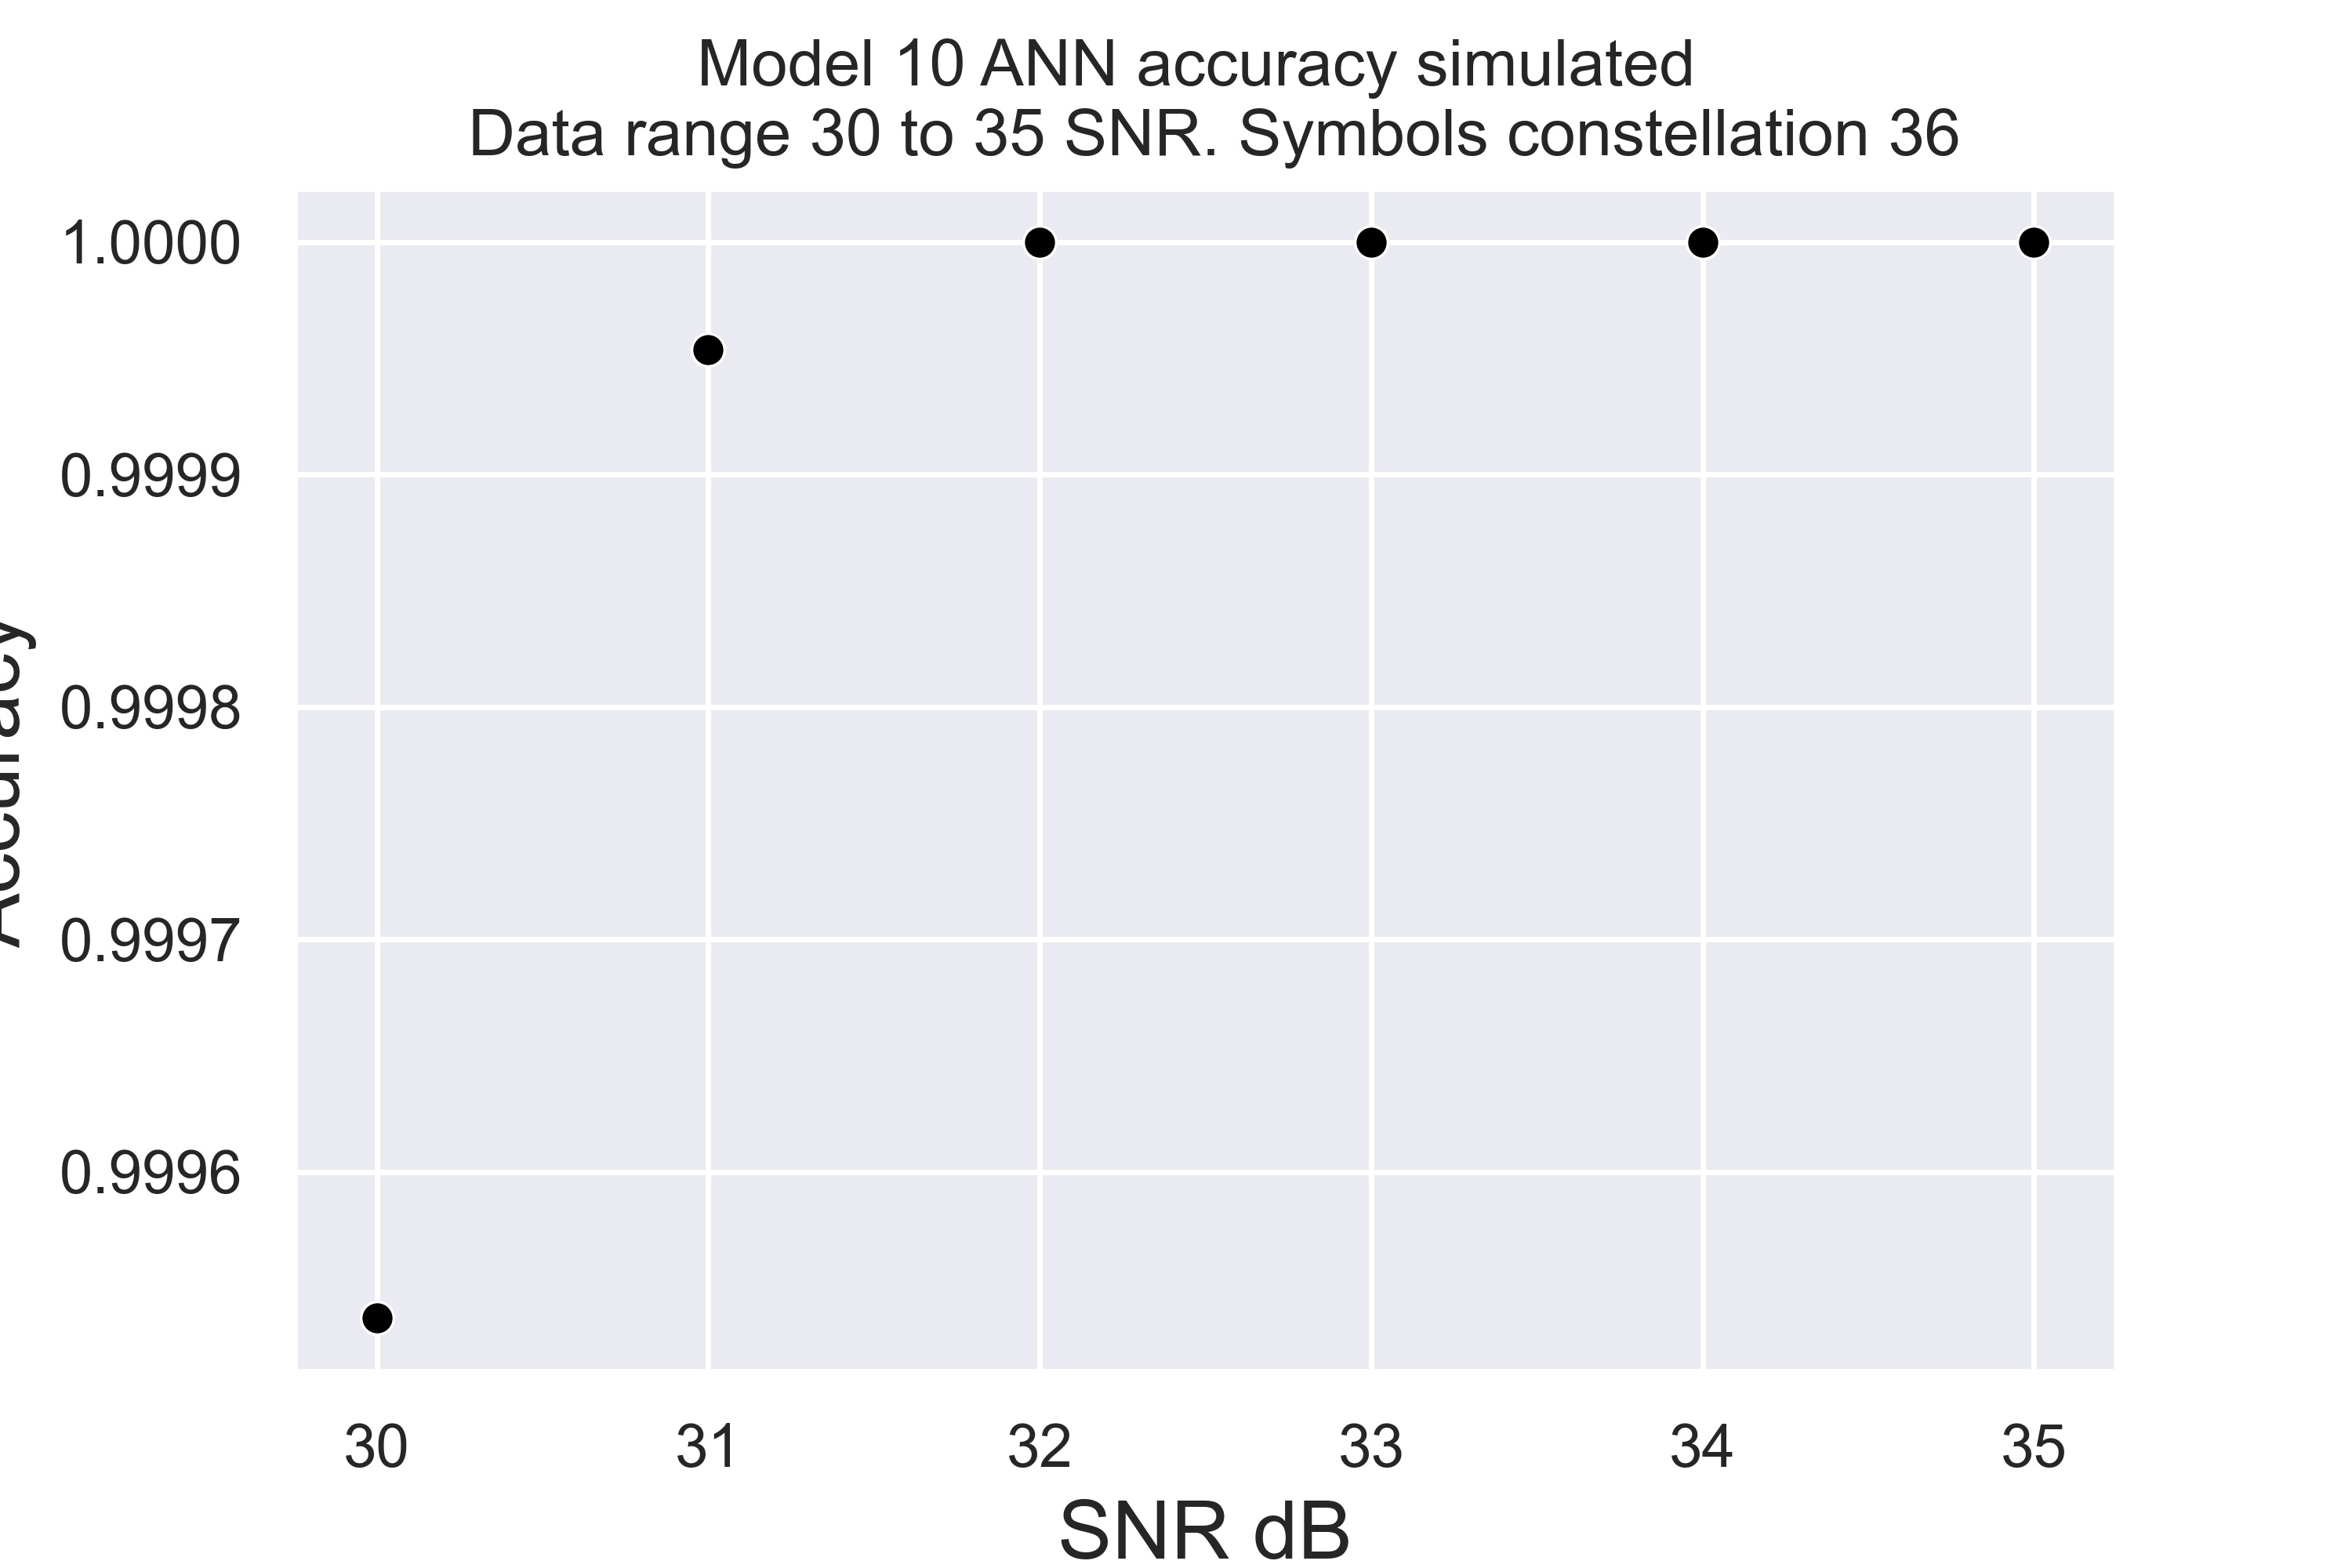 Model 10 ANN accuracy simulated
Data range 30 to 35 SNR. Symbols constellation 36
1.0000
0.9999
0.9998
0.9997
0.9996
Accuracy
30 31 32 33 34 35
SNR dB